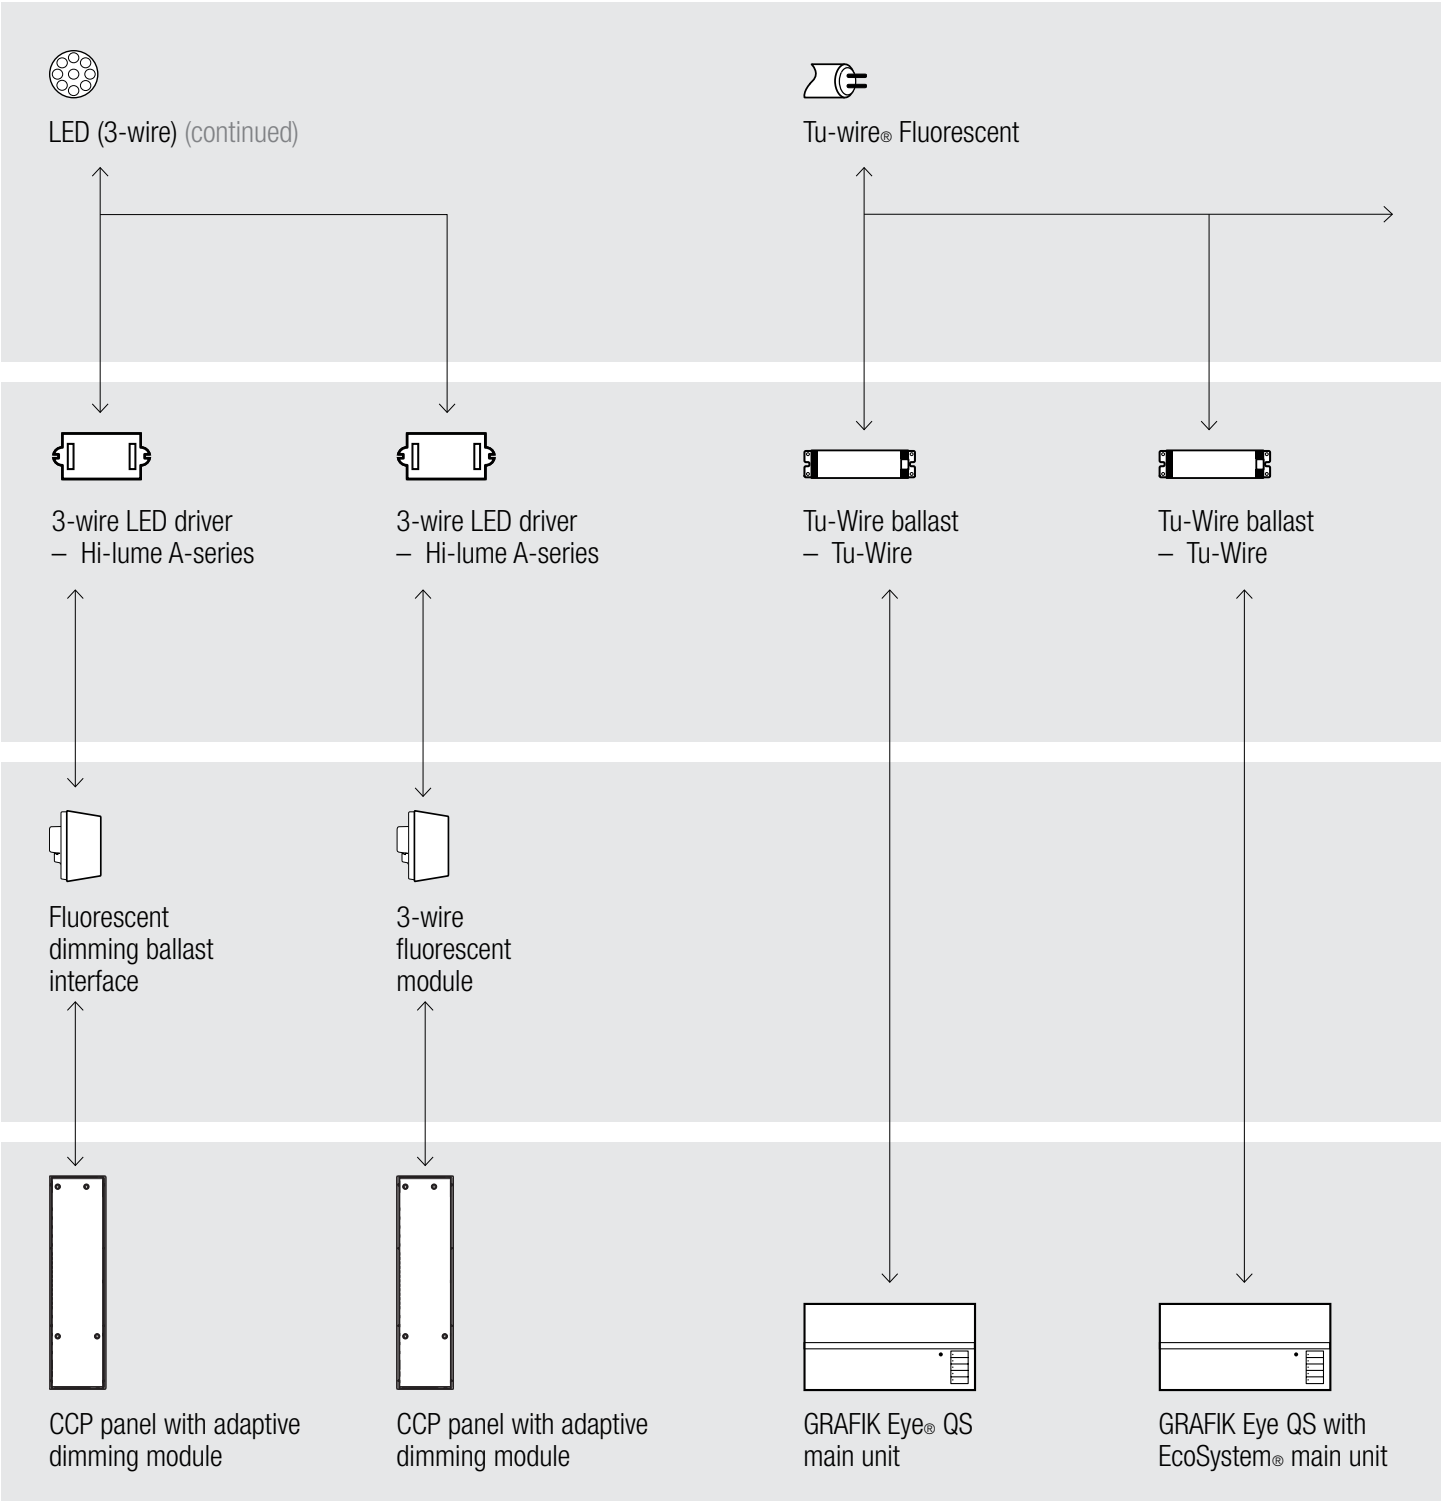 LED (3-wire) (continued)
Tu-wire® Fluorescent
3-wire LED driver
– Hi-lume A-series
3-wire LED driver
– Hi-lume A-series
Tu-Wire ballast
– Tu-Wire
Tu-Wire ballast
– Tu-Wire
Fluorescent
dimming ballast
interface
3-wire
fluorescent
module
CCP panel with adaptive
dimming module
CCP panel with adaptive
dimming module
GRAFIK Eye® QS
main unit
GRAFIK Eye QS with
EcoSystem® main unit